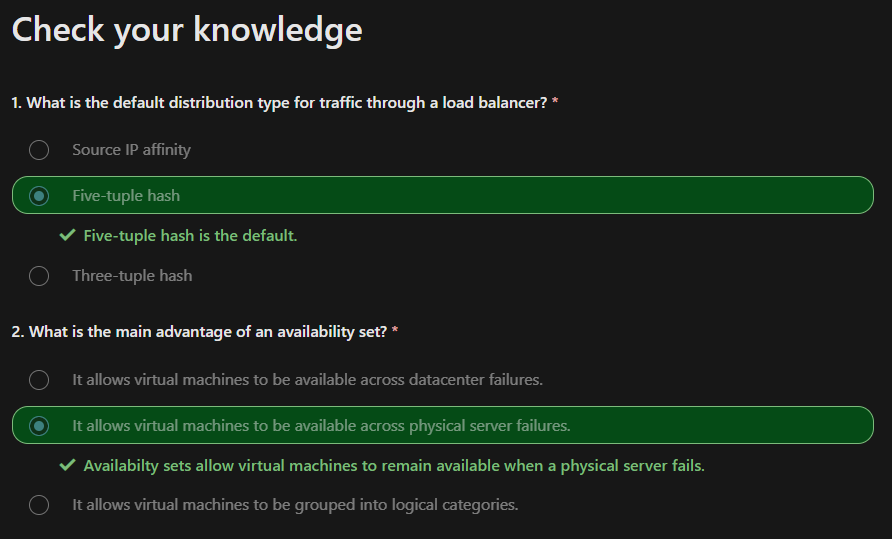 Check your knowledge
1. What is the default distribution type for traffic through a load balancer? *
Source IP affinity
Five-tuple hash
Five-tuple hash is the default.
Three-tuple hash
2. What is the main advantage of an availability set? *
It allows virtual machines to be available across datacenter failures.
It allows virtual machines to be available across physical server failures.
Availabilty sets allow virtual machines to remain available when a physical server fails.
It allows virtual machines to be grouped into logical categories.